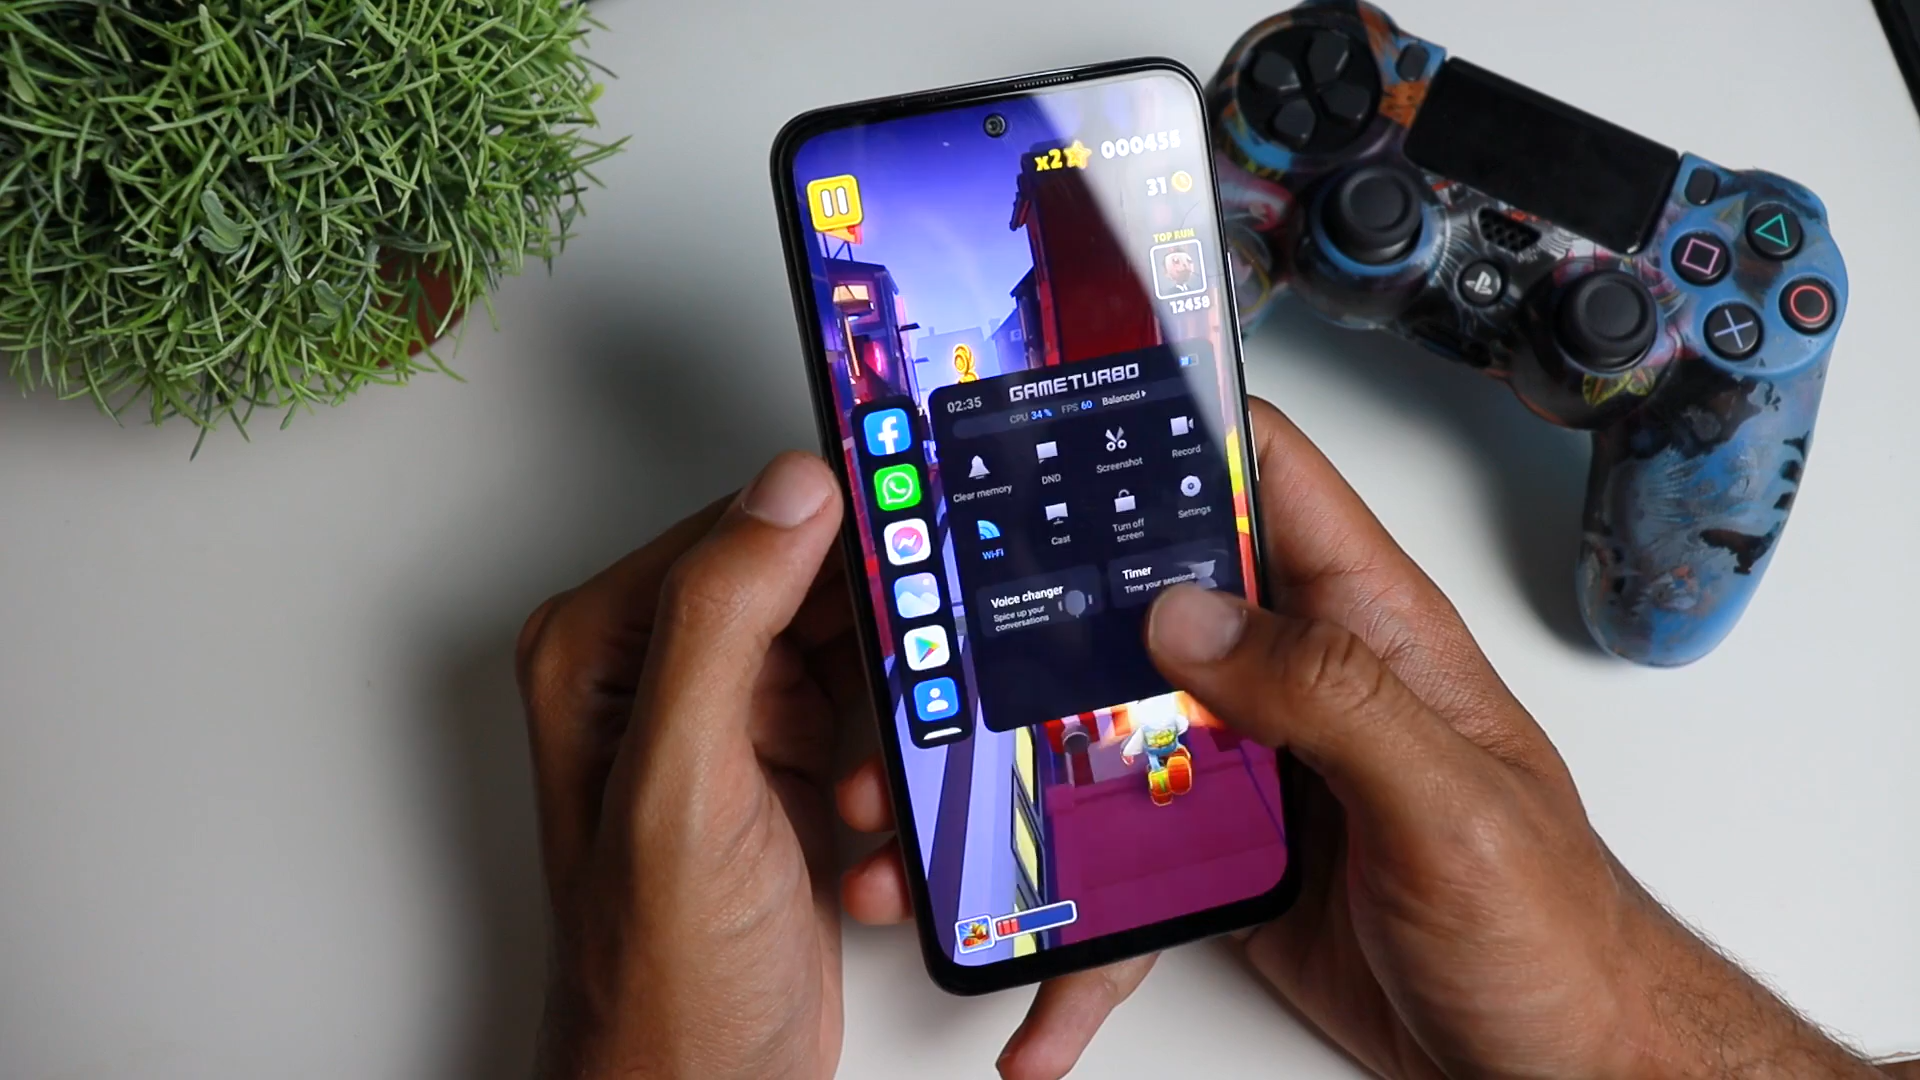 x2 000456
31
TOP RUN
12458
02:35
GAMETURBO
CPU 34% FPS 60 Balanced
Clear memory
DND
Screenshot
Record
Wi-Fi
Cast
Turn off
screen
Settings
Voice changer
Spice up your
conversations
Timer
Time your sessions